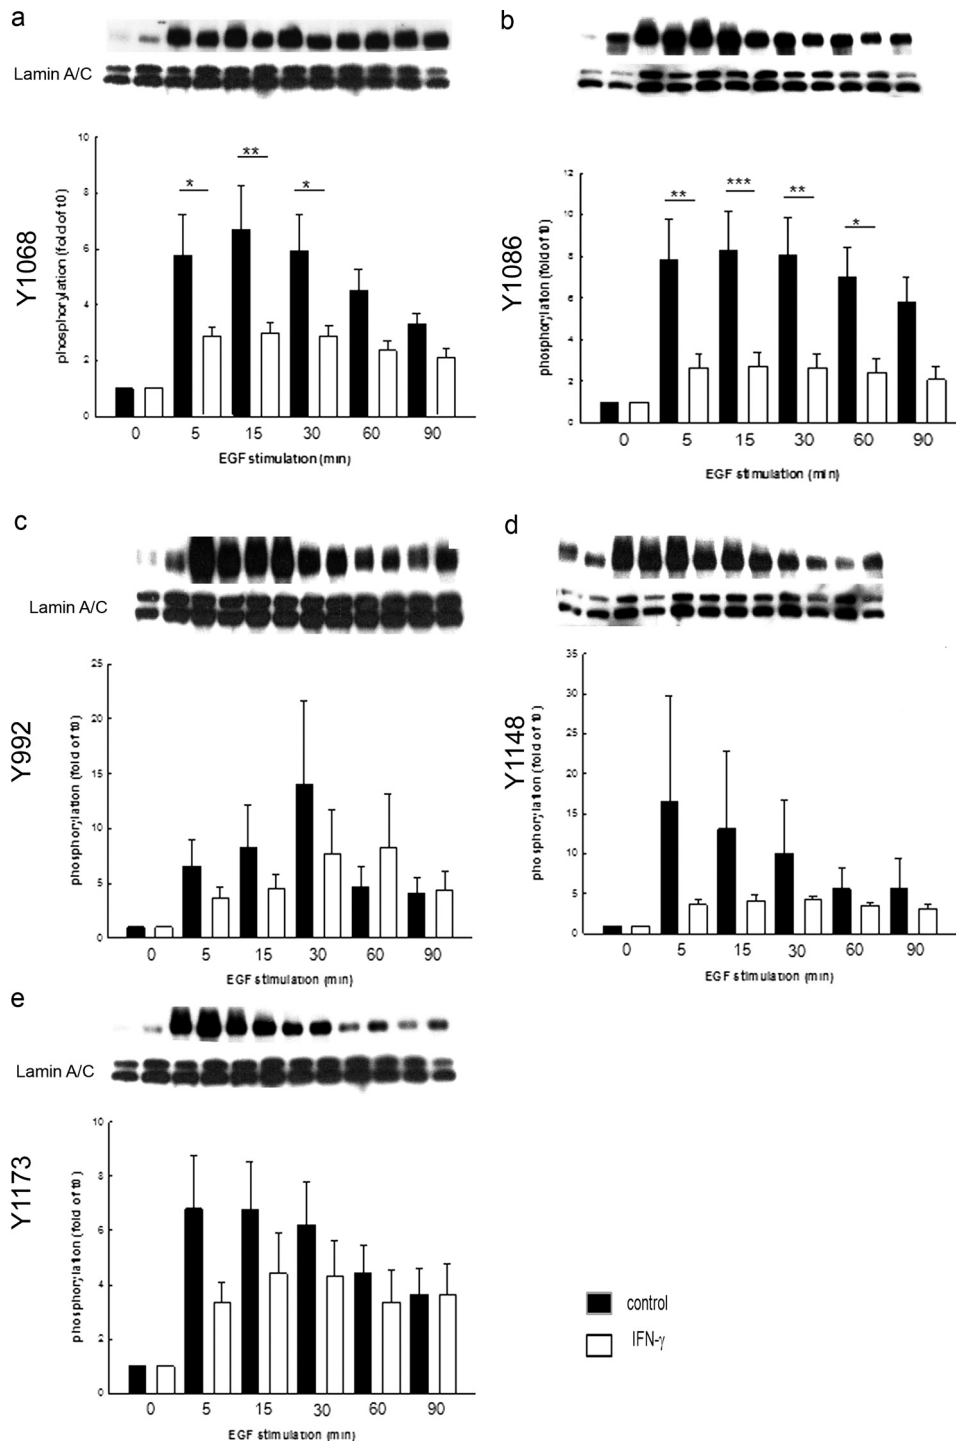 a
Lamin A/C
Y1068
phosphorylation (fold of t0)
10
8
6
4
2
0
*
**
*
0 5 15 30 60 90
EGF stimulation (min)
b
Y1086
phosphorylation (fold of t0)
12
10
8
6
4
2
0
**
***
**
*
0 5 15 30 60 90
EGF stimulation (min)
c
Lamin A/C
Y992
phosphorylation (fold of t0)
25
20
15
10
5
0
0 5 15 30 60 90
EGF stimulation (min)
d
Y1148
phosphorylation (fold of t0)
35
30
25
20
15
10
5
0
0 5 15 30 60 90
EGF stimulation (min)
e
Lamin A/C
Y1173
phosphorylation (fold of t0)
10
8
6
4
2
0
0 5 15 30 60 90
EGF stimulation (min)
control
IFN-γ